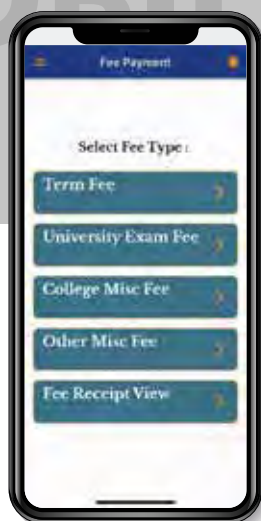 Fee Payment
Select Fee Type :
Term Fee
University Exam Fee
College Misc Fee
Other Misc Fee
Fee Receipt View